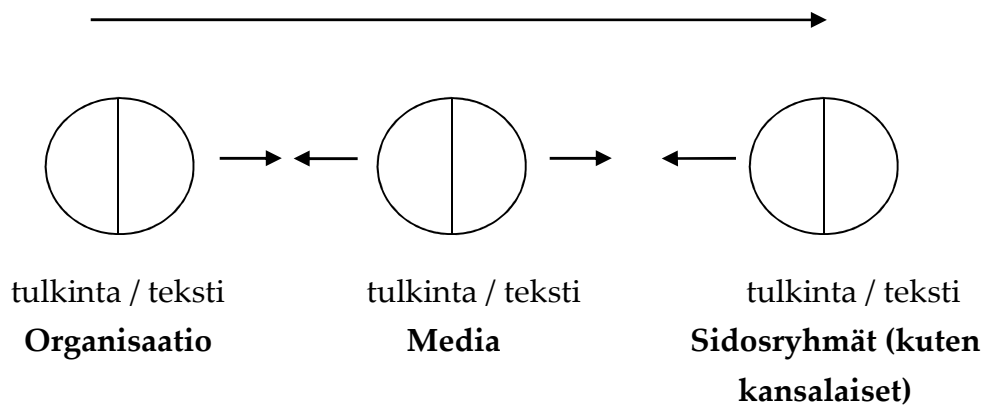 tulkinta / teksti tulkinta / teksti tulkinta / teksti
Organisaatio Media Sidosryhmät (kuten
kansalaiset)